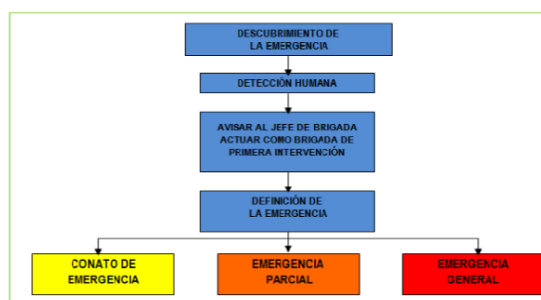 DESCUBRIMIENTO DE
LA EMERGENCIA
DETECCIÓN HUMANA
AVISAR AL JEFE DE BRIGADA
ACTUAR COMO BRIGADA DE
PRIMERA INTERVENCIÓN
DEFINICIÓN DE
LA EMERGENCIA
CONATO DE
EMERGENCIA
EMERGENCIA
PARCIAL
EMERGENCIA
GENERAL